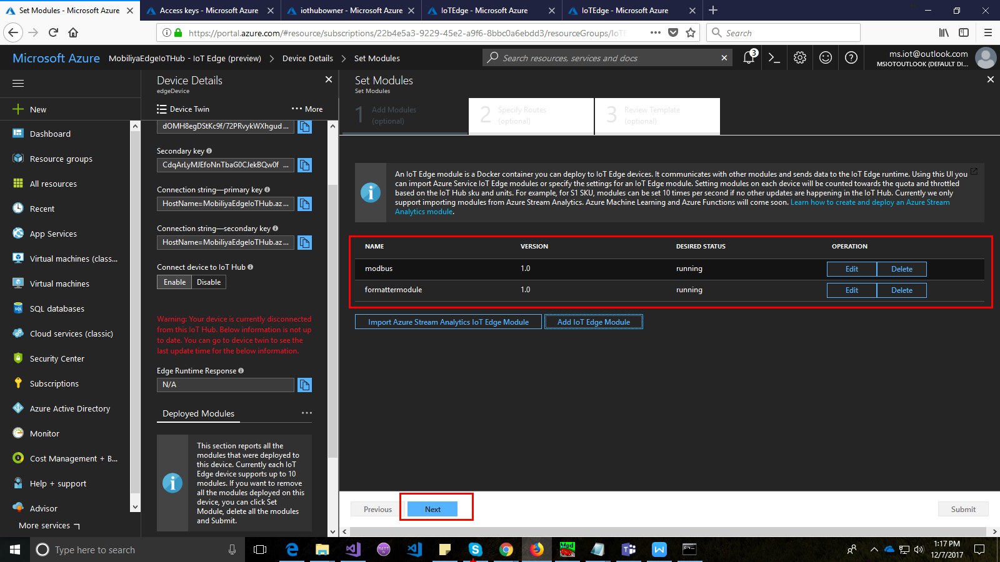 Set Modules - Microsoft Azure
Access keys - Microsoft Azure
iothubowner - Microsoft Azure
IoTEdge - Microsoft Azure
IoTEdge - Microsoft Azure
https://portal.azure.com/#resource/subscriptions/22b4e5a3-9229-45e2-a9f6-8bbc0a6ebdd3/resourceGroups/IoTE
Search
Microsoft Azure
MobiliyaEdgeIoTHub - IoT Edge (preview) > Device Details > Set Modules
Search resources, services and docs
3
ms.iot@outlook.com
MSIOTOUTLOOK (DEFAULT DI...
New
Dashboard
Resource groups
All resources
Recent
App Services
Virtual machines (class...
Virtual machines
SQL databases
Cloud services (classic)
Security Center
Subscriptions
Azure Active Directory
Monitor
Cost Management + B...
Help + support
Advisor
More services
Device Details
edgeDevice
Device Twin
More
dOMH8egDStKc9f/72PRvykWXhgud...
Secondary key
CdqArLyMJEfoNnTbaG0CJekBQw0f ...
Connection string—primary key
HostName=MobiliyaEdgeIoTHub.az...
Connection string—secondary key
HostName=MobiliyaEdgeIoTHub.az...
Connect device to IoT Hub
Enable
Disable
Warning: Your device is currently disconnected
from this IoT Hub. Below information is not up
to date. You can go to device twin to see the
last update time for the below information.
Edge Runtime Response
N/A
Deployed Modules
This section reports all the
modules that were deployed to
this device. Currently each IoT
Edge device supports up to 10
modules. If you want to remove
all the modules deployed on this
device, you can click Set
Module, delete all the modules
and Submit.
Set Modules
Set Modules
1 Add Modules
(optional)
2 Specify Routes
(optional)
3 Review Template
(optional)
An IoT Edge module is a Docker container you can deploy to IoT Edge devices. It communicates with other modules and sends data to the IoT Edge runtime. Using this UI you
can import Azure Service IoT Edge modules or specify the settings for an IoT Edge module. Setting modules on each device will be counted towards the quota and throttled
based on the IoT Hub sku and units. For example, for S1 SKU, modules can be set 10 times per second if no other updates are happening in the IoT Hub. Currently we only
support importing modules from Azure Stream Analytics. Azure Machine Learning and Azure Functions will come soon. Learn how to create and deploy an Azure Stream
Analytics module.
NAME VERSION DESIRED STATUS OPERATION
modbus 1.0 running Edit Delete
formattermodule 1.0 running Edit Delete
Import Azure Stream Analytics IoT Edge Module
Add IoT Edge Module
Previous
Next
Submit
Type here to search
1:17 PM
12/7/2017